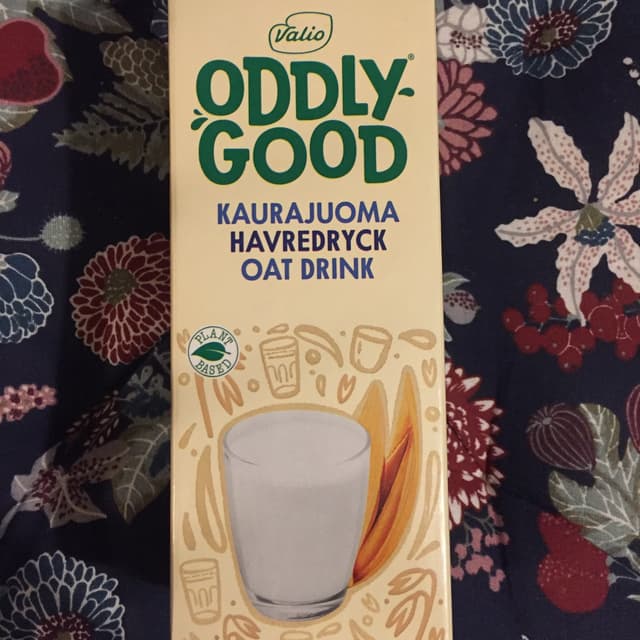 Valio
ODDLY-
GOOD
KAURAJUOMA
HAVREDRYCK
OAT DRINK
PLANT
BASED